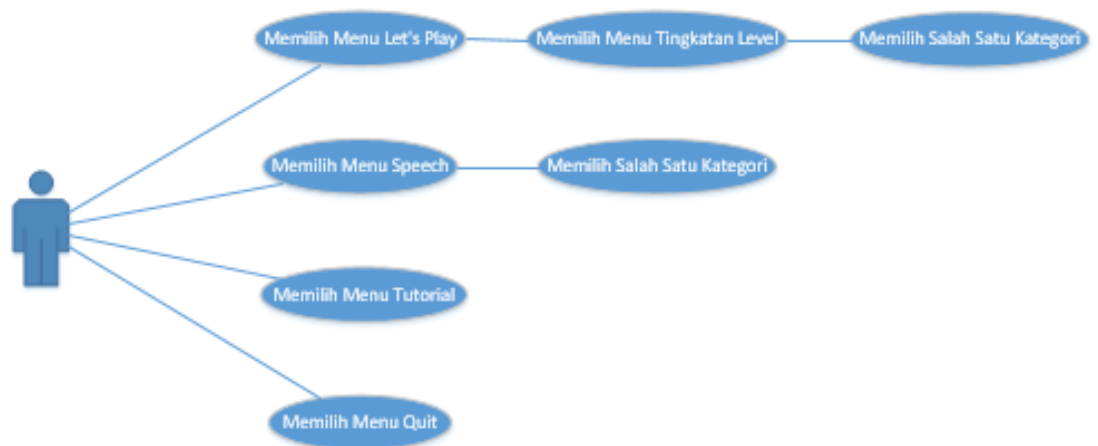 Memilih Menu Let's Play
Memilih Menu Tingkatan Level
Memilih Salah Satu Kategori
Memilih Menu Speech
Memilih Salah Satu Kategori
Memilih Menu Tutorial
Memilih Menu Quit